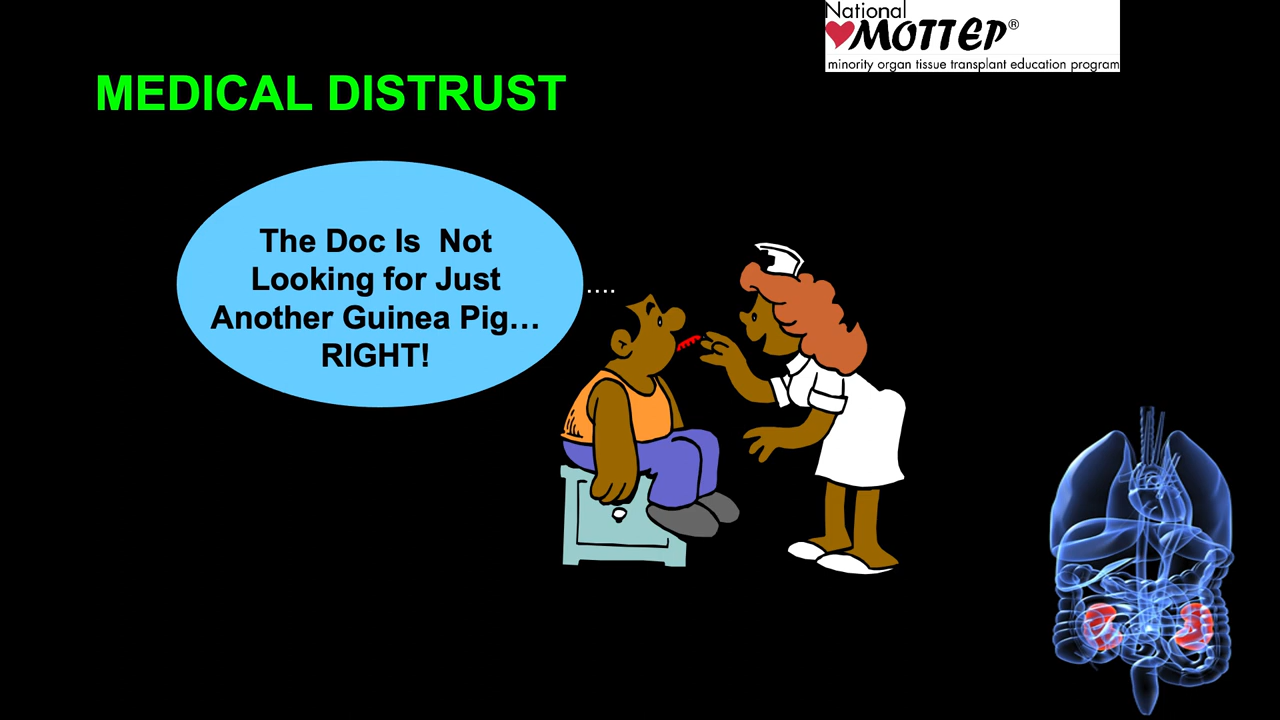 National
MOTTEP®
minority organ tissue transplant education program
MEDICAL DISTRUST
The Doc Is  Not
Looking for Just
Another Guinea Pig…
RIGHT!
....